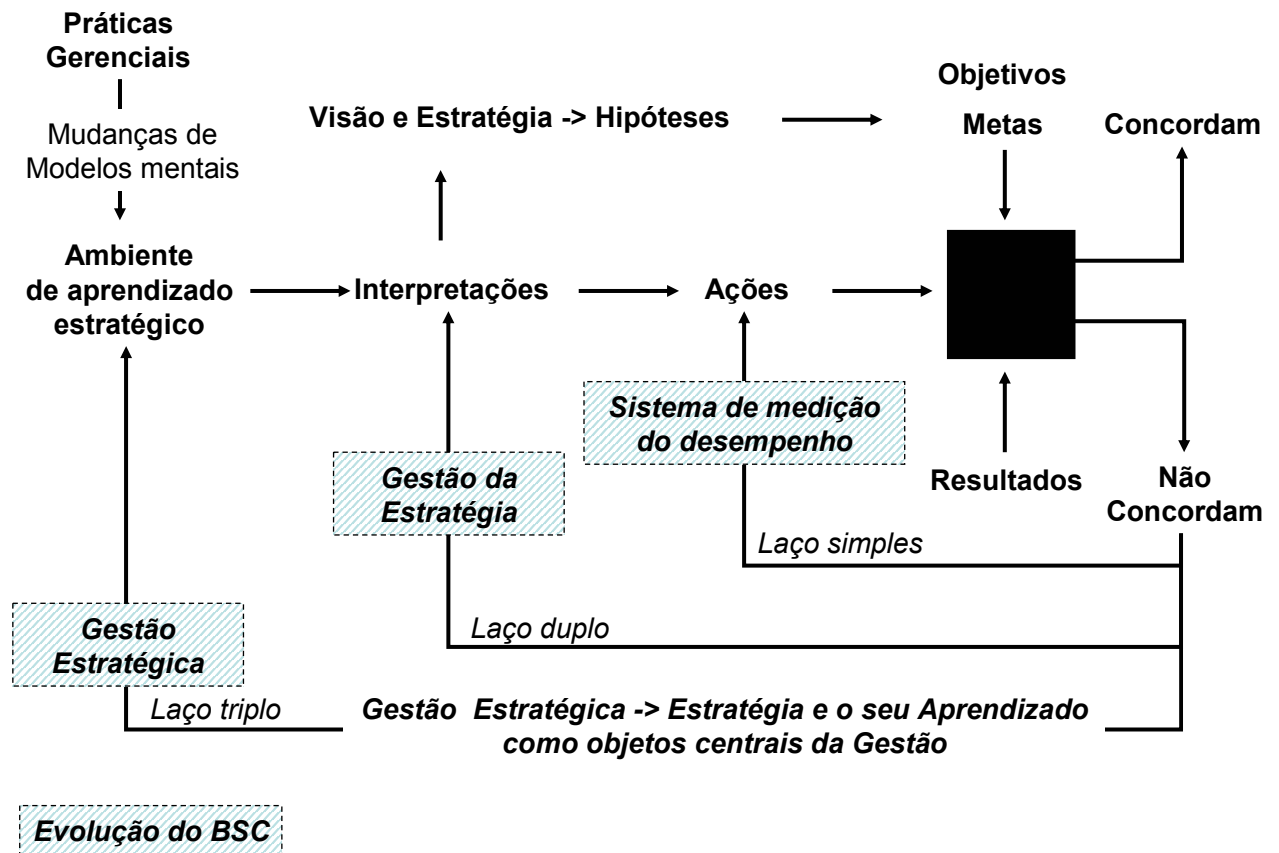 Práticas
Gerenciais
Mudanças de
Modelos mentais
Ambiente
de aprendizado
estratégico
Visão e Estratégia -> Hipóteses
Interpretações
Ações
Objetivos
Metas
Concordam
Resultados
Não
Concordam
Sistema de medição
do desempenho
Laço simples
Gestão da
Estratégia
Laço duplo
Gestão
Estratégica
Laço triplo
Gestão Estratégica -> Estratégia e o seu Aprendizado
como objetos centrais da Gestão
Evolução do BSC